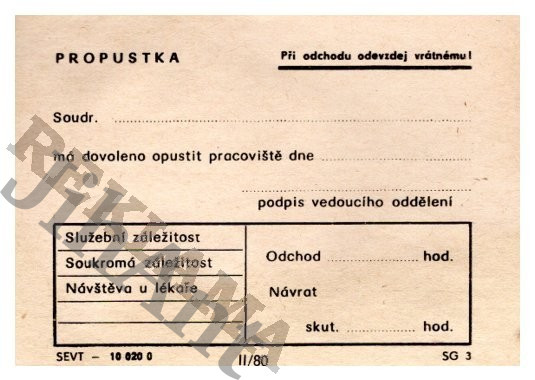 PROPUSTKA Při odchodu odevzdej vrátnému!
Soudr. ........................................
má dovoleno opustit pracoviště dne ....................
........................................
podpis vedoucího oddělení
Služební záležitost
Soukromá záležitost
Návštěva u lékaře
Odchod .................... hod.
Návrat
skut. .................... hod.
SEVT – 10 020 0 II/80 SG 3
REKLAMA